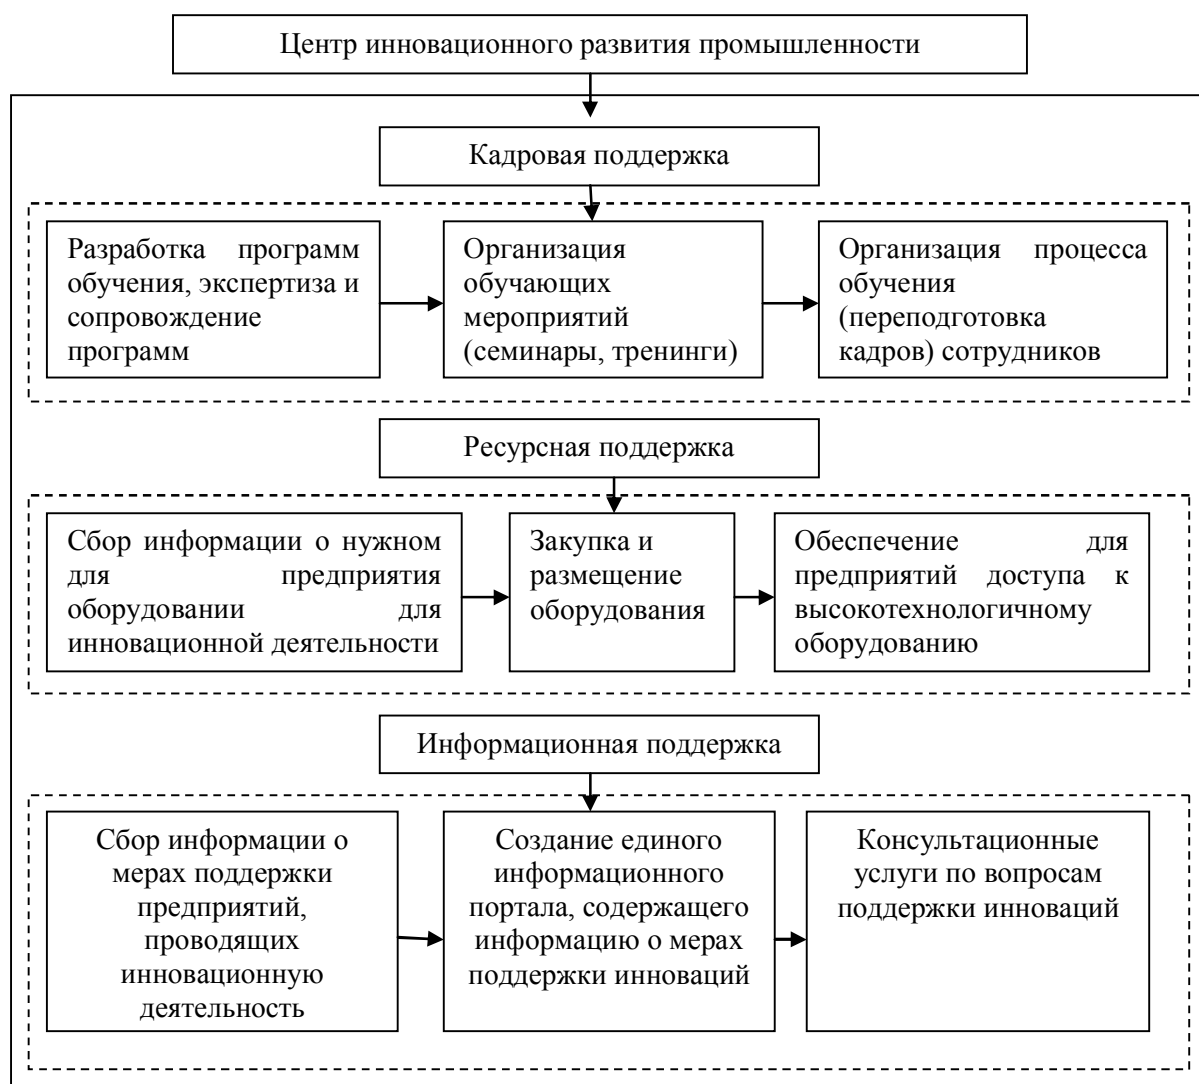 Центр инновационного развития промышленности
Кадровая поддержка
Разработка программ
обучения, экспертиза и
сопровождение
программ
Организация
обучающих
мероприятий
(семинары, тренинги)
Организация процесса
обучения
(переподготовка
кадров) сотрудников
Ресурсная поддержка
Сбор информации о нужном
для предприятия
оборудовании для
инновационной деятельности
Закупка и
размещение
оборудования
Обеспечение для
предприятий доступа к
высокотехнологичному
оборудованию
Информационная поддержка
Сбор информации о
мерах поддержки
предприятий,
проводящих
инновационную
деятельность
Создание единого
информационного
портала, содержащего
информацию о мерах
поддержки инноваций
Консультационные
услуги по вопросам
поддержки инноваций